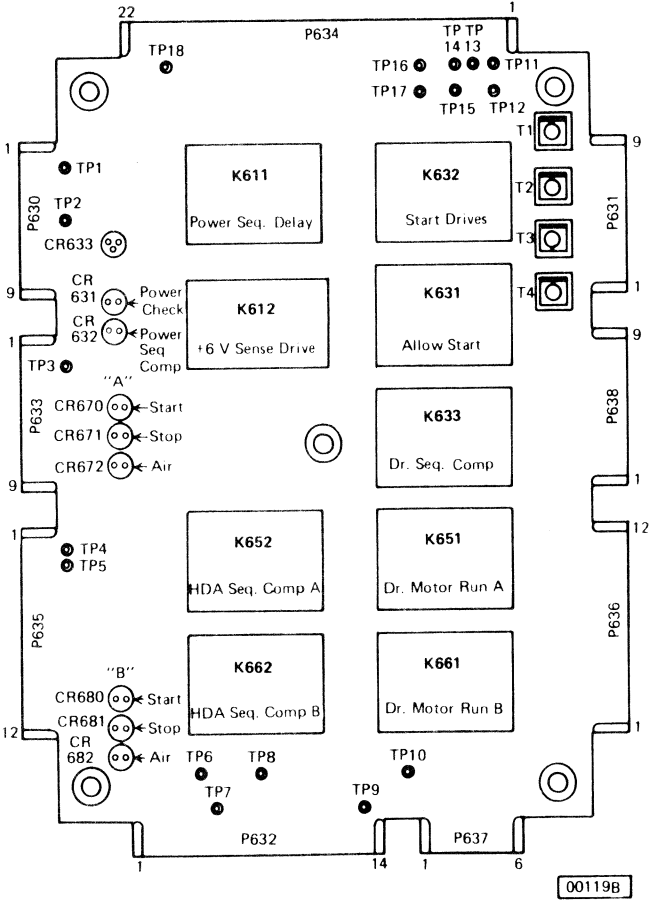 22
P634
1
TP18
TP TP
14 13
TP16
TP11
TP17
TP15
TP12
T1
1
9
TP1
K611
Power Seq. Delay
K632
Start Drives
T2
P630
TP2
P631
CR633
T3
CR
631
Power
Check
K612
+6 V Sense Drive
K631
Allow Start
T4
9
1
CR
632
Power
Seq
Comp
1
9
TP3
"A"
P633
CR670
Start
K633
Dr. Seq. Comp
P638
CR671
Stop
CR672
Air
9
1
1
12
TP4
TP5
K652
HDA Seq. Comp A
K651
Dr. Motor Run A
P635
P636
"B"
CR680
Start
K662
HDA Seq. Comp B
K661
Dr. Motor Run B
CR681
Stop
12
1
CR
682
Air
TP6
TP8
TP10
TP7
TP9
P632
P637
1
14
1
6
00119B